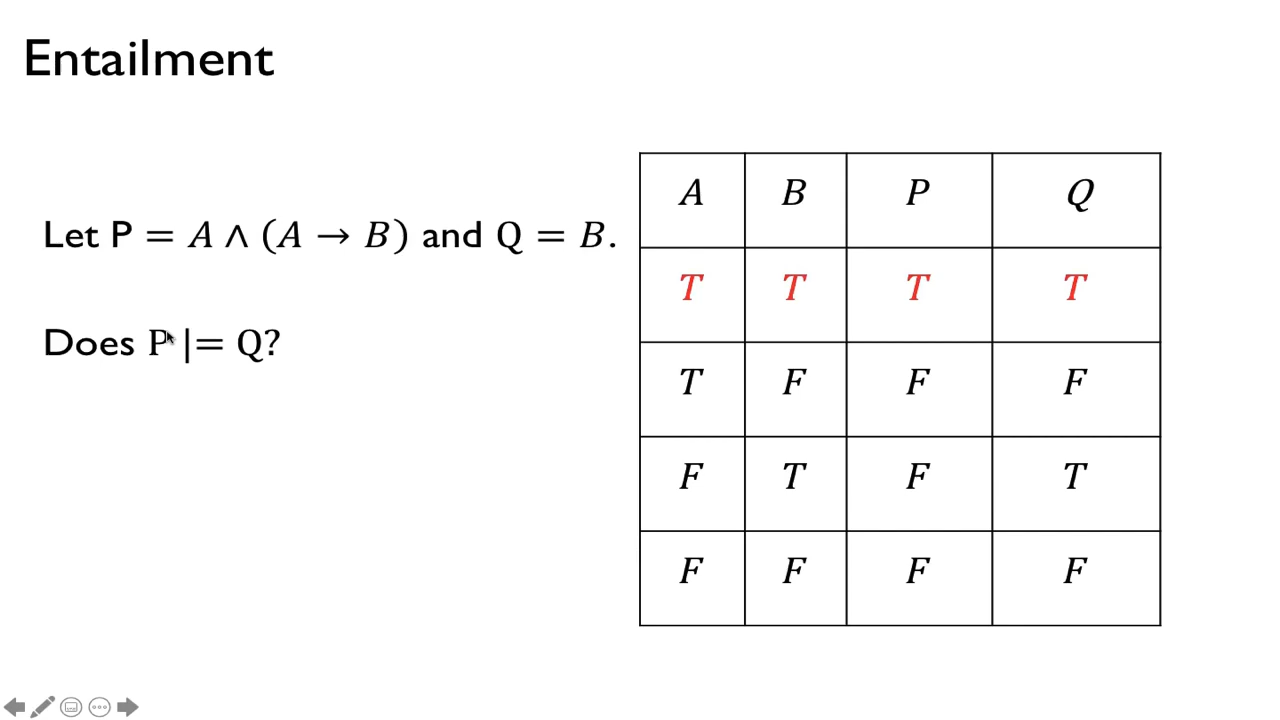 Entailment
Let P = A ∧ (A → B) and Q = B.
Does P |= Q?
A B P Q
T T T T
T F F F
F T F T
F F F F